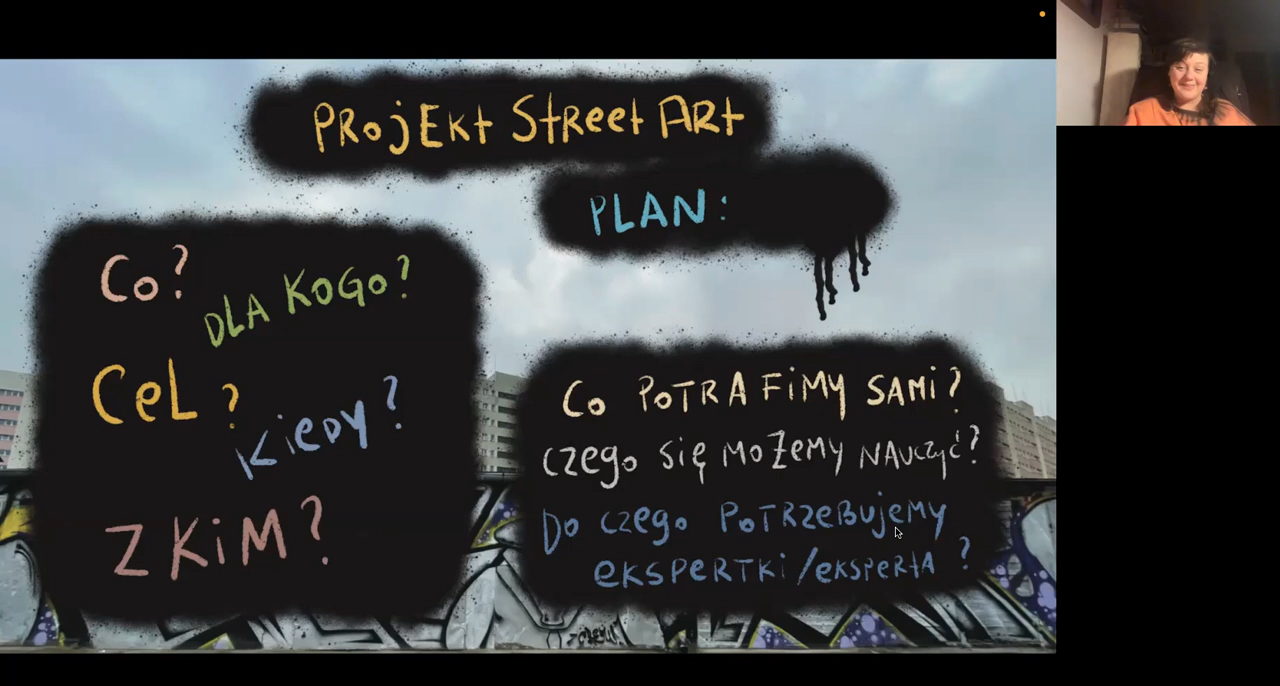 PROjEKt StReet ARt
PLAN:
Co?
DLA KOGO?
CeL?
KiEDY?
Z KiM?
Co POTRAFiMY SAMi?
Czego się MOŻeMY NAuczyć?
Do czego POTRZeBujeMY
eKSPERTKi/eKSPERtA?